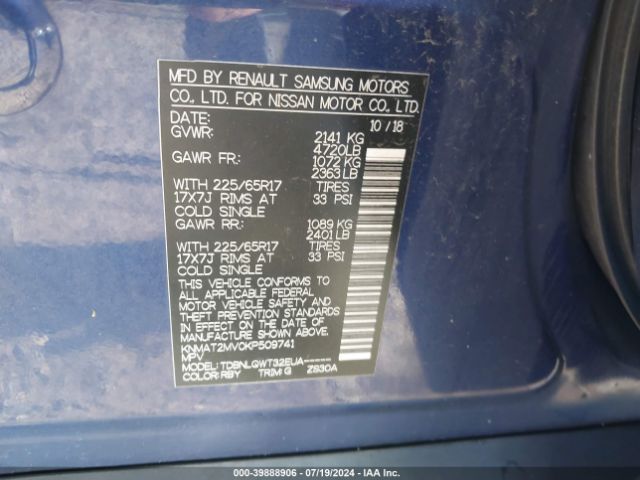 MFD BY RENAULT SAMSUNG MOTORS
CO., LTD. FOR NISSAN MOTOR CO., LTD.
DATE: 10 / 18
GVWR: 2141 KG
4720LB
GAWR FR: 1072 KG
2363 LB
WITH 225/65R17 TIRES
17X7J RIMS AT 33 PSI
COLD SINGLE
GAWR RR: 1089 KG
2401 LB
WITH 225/65R17 TIRES
17X7J RIMS AT 33 PSI
COLD SINGLE
THIS VEHICLE CONFORMS TO
ALL APPLICABLE FEDERAL
MOTOR VEHICLE SAFETY AND
THEFT PREVENTION STANDARDS
IN EFFECT ON THE DATE OF
MANUFACTURE SHOWN ABOVE.
KNMAT2MV0KP509741
MPV
MODEL: TDBNLGWT32EUA-----
COLOR: RBY TRIM: G ZS30A
000-39888906 - 07/19/2024 - IAA Inc.